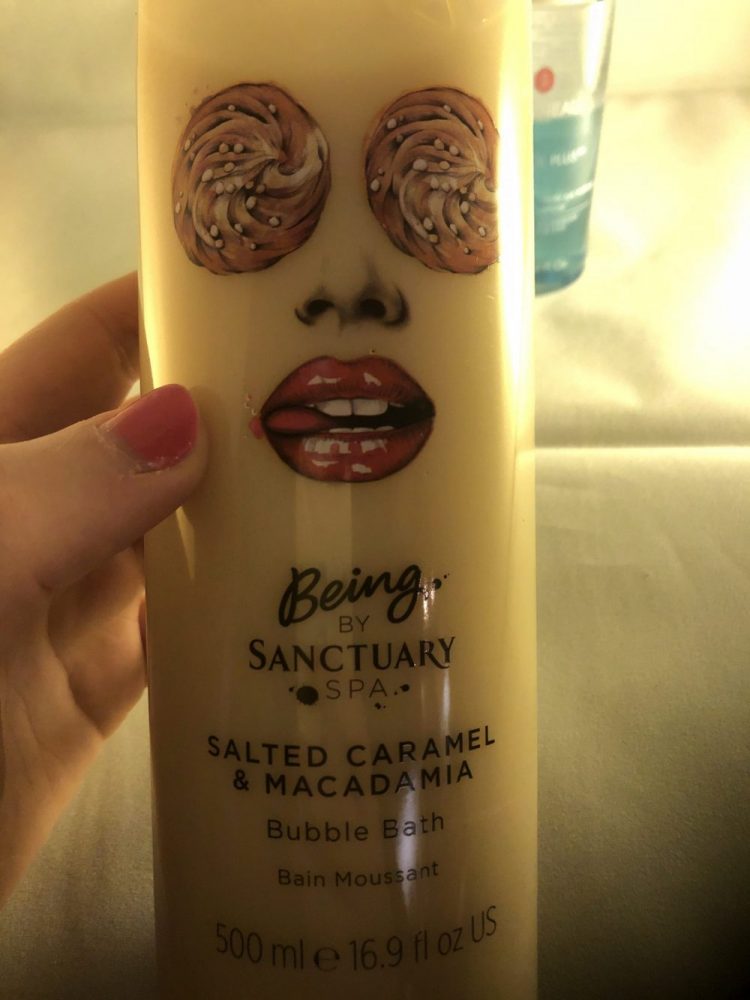 Being
BY
SANCTUARY
SPA
SALTED CARAMEL
& MACADAMIA
Bubble Bath
Bain Moussant
500 ml e 16.9 fl oz US